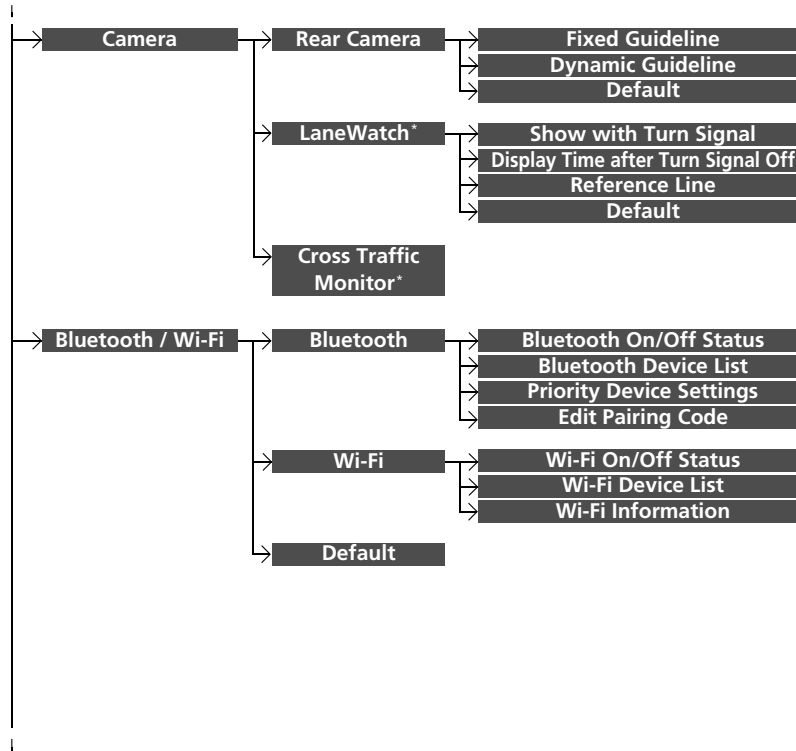 Camera
Rear Camera
Fixed Guideline
Dynamic Guideline
Default
LaneWatch*
Show with Turn Signal
Display Time after Turn Signal Off
Reference Line
Default
Cross Traffic
Monitor*
Bluetooth / Wi-Fi
Bluetooth
Bluetooth On/Off Status
Bluetooth Device List
Priority Device Settings
Edit Pairing Code
Wi-Fi
Wi-Fi On/Off Status
Wi-Fi Device List
Wi-Fi Information
Default